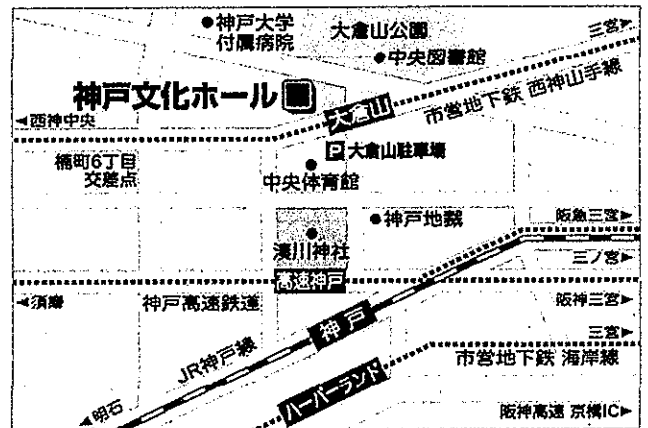 神戸大学
付属病院
大倉山公園
中央図書館
三宮▶
神戸文化ホール
大倉山
市営地下鉄 西神山手線
◀西神中央
P 大倉山駐車場
楠町6丁目
交差点
中央体育館
神戸地裁
阪急三宮▶
湊川神社
三ノ宮▶
高速神戸
◀須磨
神戸高速鉄道
阪神三宮▶
神戸
三宮▶
JR神戸線
市営地下鉄 海岸線
ハーバーランド
◀明石
阪神高速 京橋IC▶